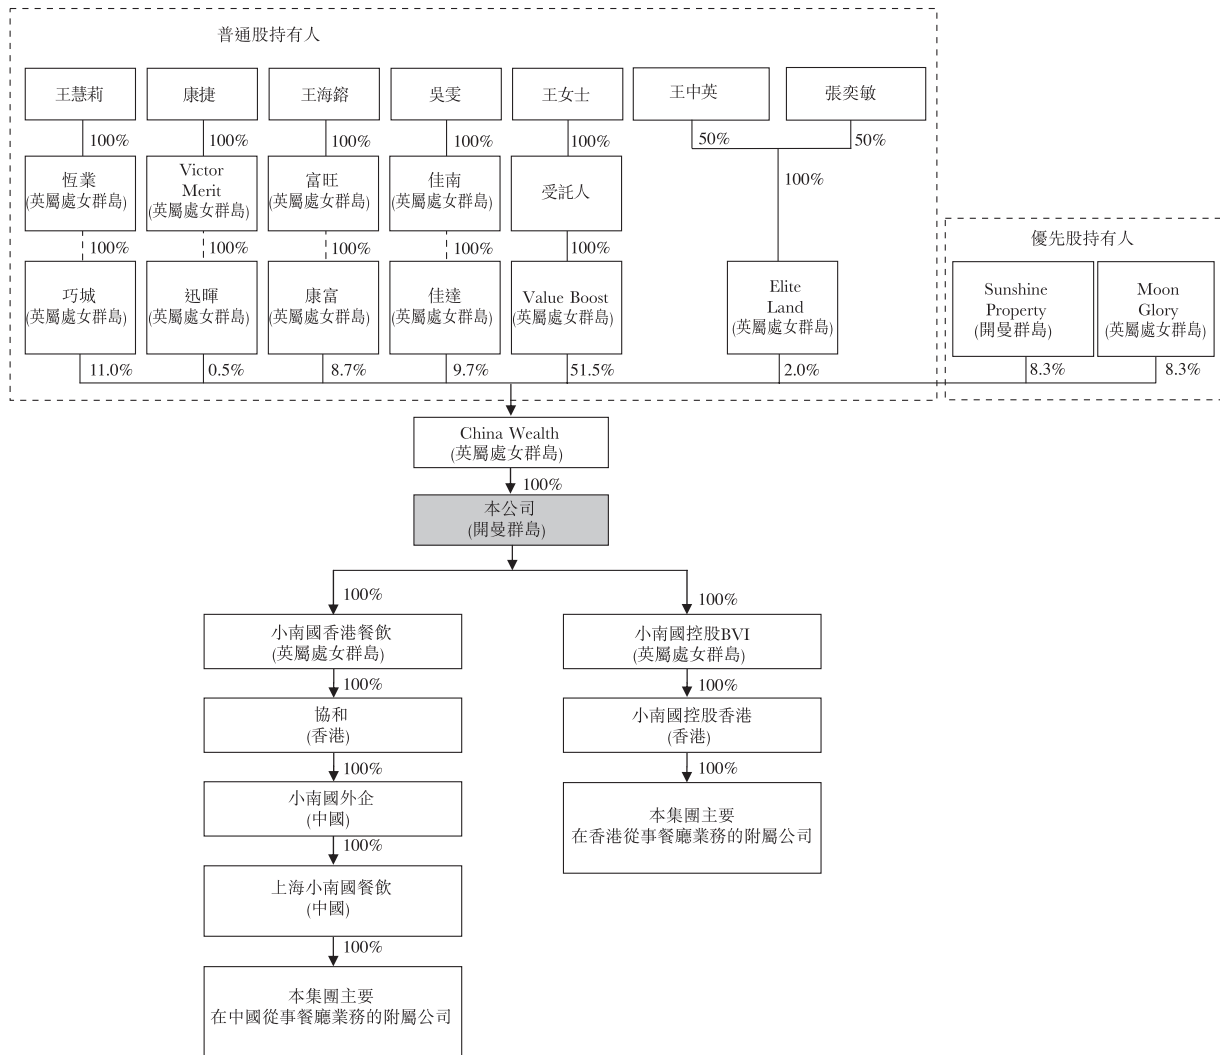 普通股持有人
王慧莉
康捷
王海鎔
吳雯
王女士
王中英
張奕敏
100%
100%
100%
100%
100%
50%
50%
恆業
(英屬處女群島)
Victor
Merit
(英屬處女群島)
富旺
(英屬處女群島)
佳南
(英屬處女群島)
受託人
100%
100%
100%
100%
100%
100%
優先股持有人
巧城
(英屬處女群島)
迅暉
(英屬處女群島)
康富
(英屬處女群島)
佳達
(英屬處女群島)
Value Boost
(英屬處女群島)
Elite
Land
(英屬處女群島)
Sunshine
Property
(開曼群島)
Moon
Glory
(英屬處女群島)
11.0%
0.5%
8.7%
9.7%
51.5%
2.0%
8.3%
8.3%
China Wealth
(英屬處女群島)
100%
本公司
(開曼群島)
100%
100%
小南國香港餐飲
(英屬處女群島)
小南國控股BVI
(英屬處女群島)
100%
100%
協和
(香港)
小南國控股香港
(香港)
100%
100%
小南國外企
(中國)
本集團主要
在香港從事餐廳業務的附屬公司
100%
上海小南國餐飲
(中國)
100%
本集團主要
在中國從事餐廳業務的附屬公司